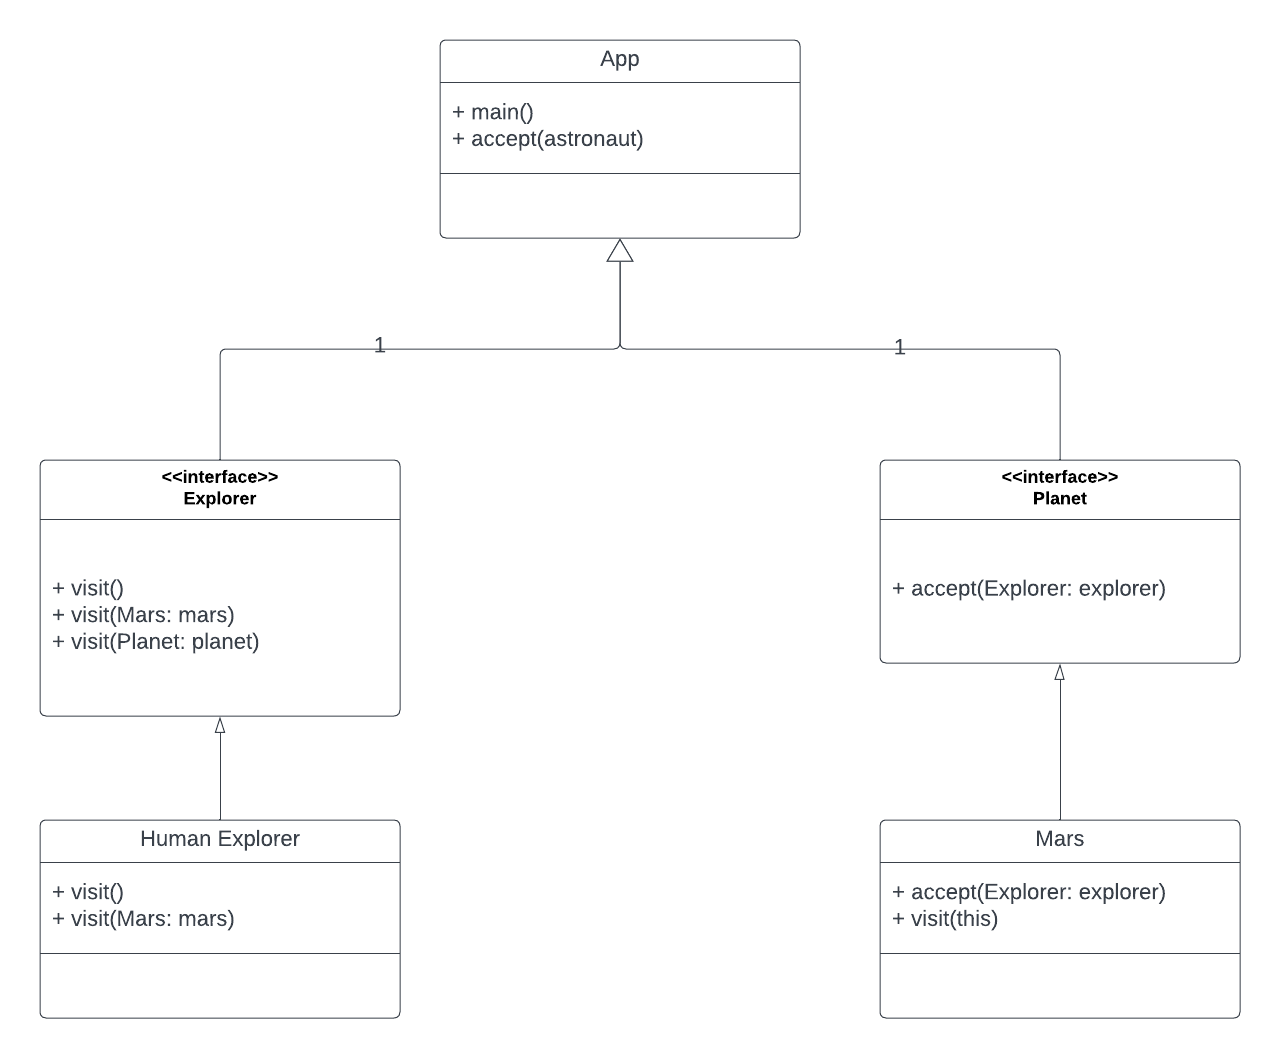 App
+ main()
+ accept(astronaut)
1
1
<<interface>>
Explorer
+ visit()
+ visit(Mars: mars)
+ visit(Planet: planet)
<<interface>>
Planet
+ accept(Explorer: explorer)
Human Explorer
+ visit()
+ visit(Mars: mars)
Mars
+ accept(Explorer: explorer)
+ visit(this)